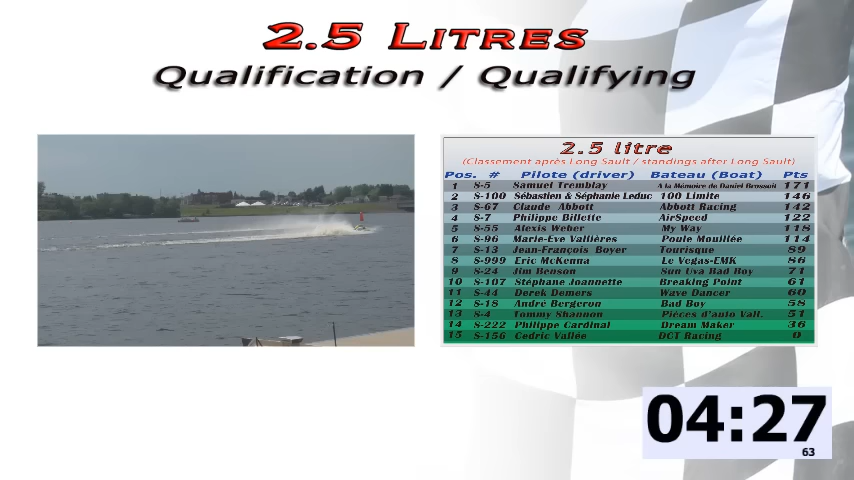 2.5 LITRES
Qualification / Qualifying
2.5 litre
(Classement après Long Sault / standings after Long Sault)
Pos. # Pilote (driver) Bateau (Boat) Pts
1 S-5 Samuel Tremblay A la Mémoire de Daniel Brossoit 171
2 S-100 Sébastien & Séphanie Leduc 100 Limite 146
3 S-67 Claude Abbott Abbott Racing 142
4 S-7 Philippe Billette AirSpeed 122
5 S-55 Alexis Weber My Way 118
6 S-96 Marie-Eve Vallières Poule Mouillée 114
7 S-13 Jean-François Boyer Tourisque 89
8 S-999 Eric McKenna Le Vegas-EMK 86
9 S-24 Jim Benson Sun Uva Bad Boy 71
10 S-107 Stéphane Joannette Breaking Point 61
11 S-44 Derek Demers Wave Dancer 60
12 S-18 André Bergeron Bad Boy 58
13 S-4 Tommy Shannon Pièces d'auto Vall. 51
14 S-222 Philippe Cardinal Dream Maker 36
15 S-156 Cedric Vallée DCT Racing 0
04:27
63